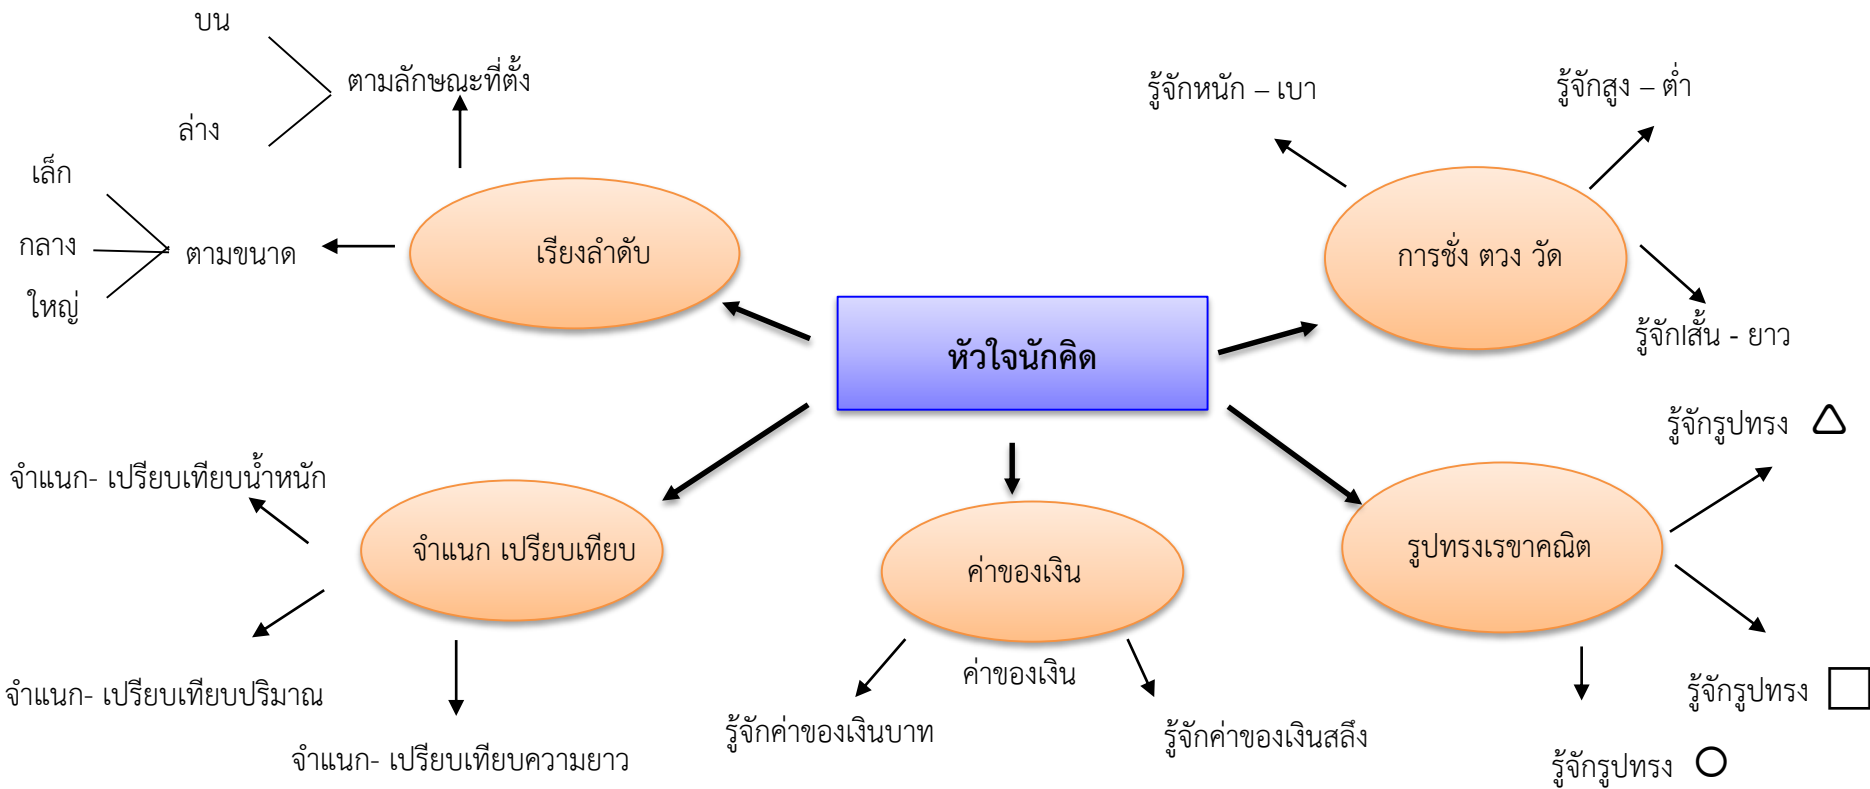 บน
ตามลักษณะที่ตั้ง
ล่าง
เล็ก
กลาง
ใหญ่
ตามขนาด
เรียงลำดับ
รู้จักหนัก – เบา
รู้จักสูง – ต่ำ
การชั่ง ตวง วัด
รู้จักเสั้น - ยาว
หัวใจนักคิด
จำแนก- เปรียบเทียบน้ำหนัก
จำแนก เปรียบเทียบ
จำแนก- เปรียบเทียบปริมาณ
จำแนก- เปรียบเทียบความยาว
ค่าของเงิน
ค่าของเงิน
รู้จักค่าของเงินบาท
รู้จักค่าของเงินสลึง
รู้จักรูปทรง
รูปทรงเรขาคณิต
รู้จักรูปทรง
รู้จักรูปทรง